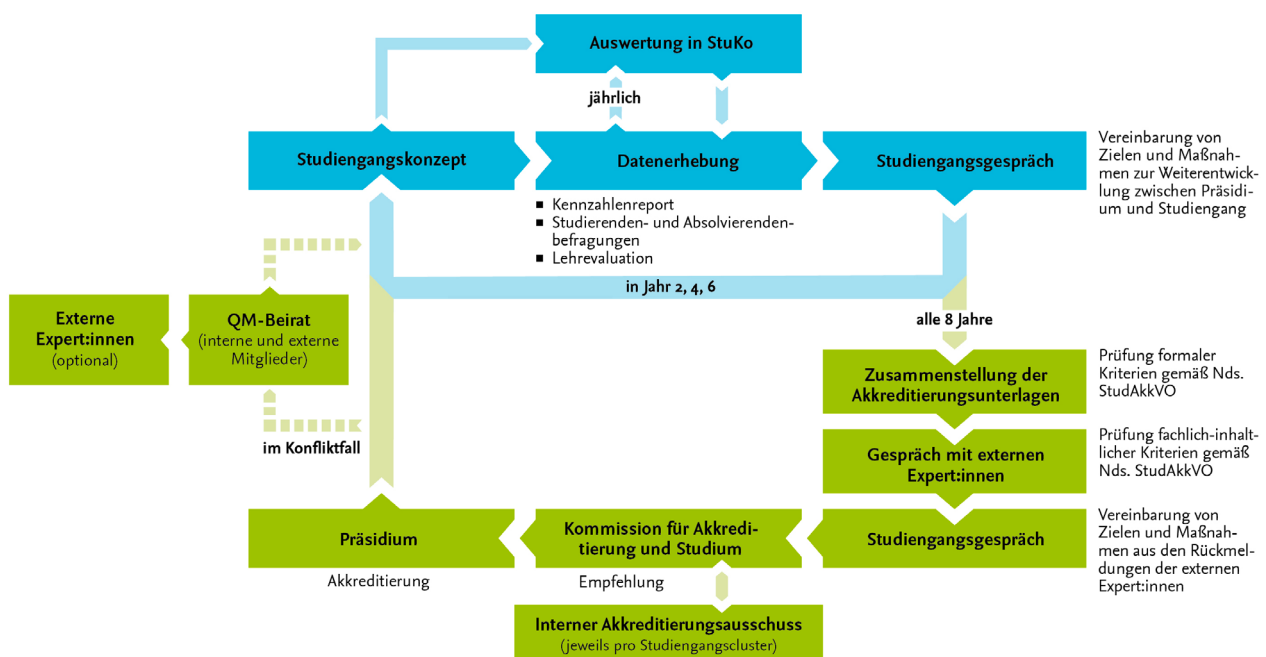 Auswertung in StuKo
jährlich
Studiengangskonzept
Datenerhebung
Studiengangsgespräch
Vereinbarung von
Zielen und Maßnah-
men zur Weiterentwick-
lung zwischen Präsidi-
um und Studiengang
■ Kennzahlenreport
■ Studierenden- und Absolvierenden-
befragungen
■ Lehrevaluation
in Jahr 2, 4, 6
Externe
Expert:innen
(optional)
QM-Beirat
(interne und externe
Mitglieder)
im Konfliktfall
alle 8 Jahre
Zusammenstellung der
Akkreditierungsunterlagen
Prüfung formaler
Kriterien gemäß Nds.
StudAkkVO
Gespräch mit externen
Expert:innen
Prüfung fachlich-inhalt-
licher Kriterien gemäß
Nds. StudAkkVO
Präsidium
Akkreditierung
Kommission für Akkredi-
tierung und Studium
Empfehlung
Studiengangsgespräch
Vereinbarung von
Zielen und Maßnah-
men aus den Rückmel-
dungen der externen
Expert:innen
Interner Akkreditierungsausschuss
(jeweils pro Studiengangscluster)